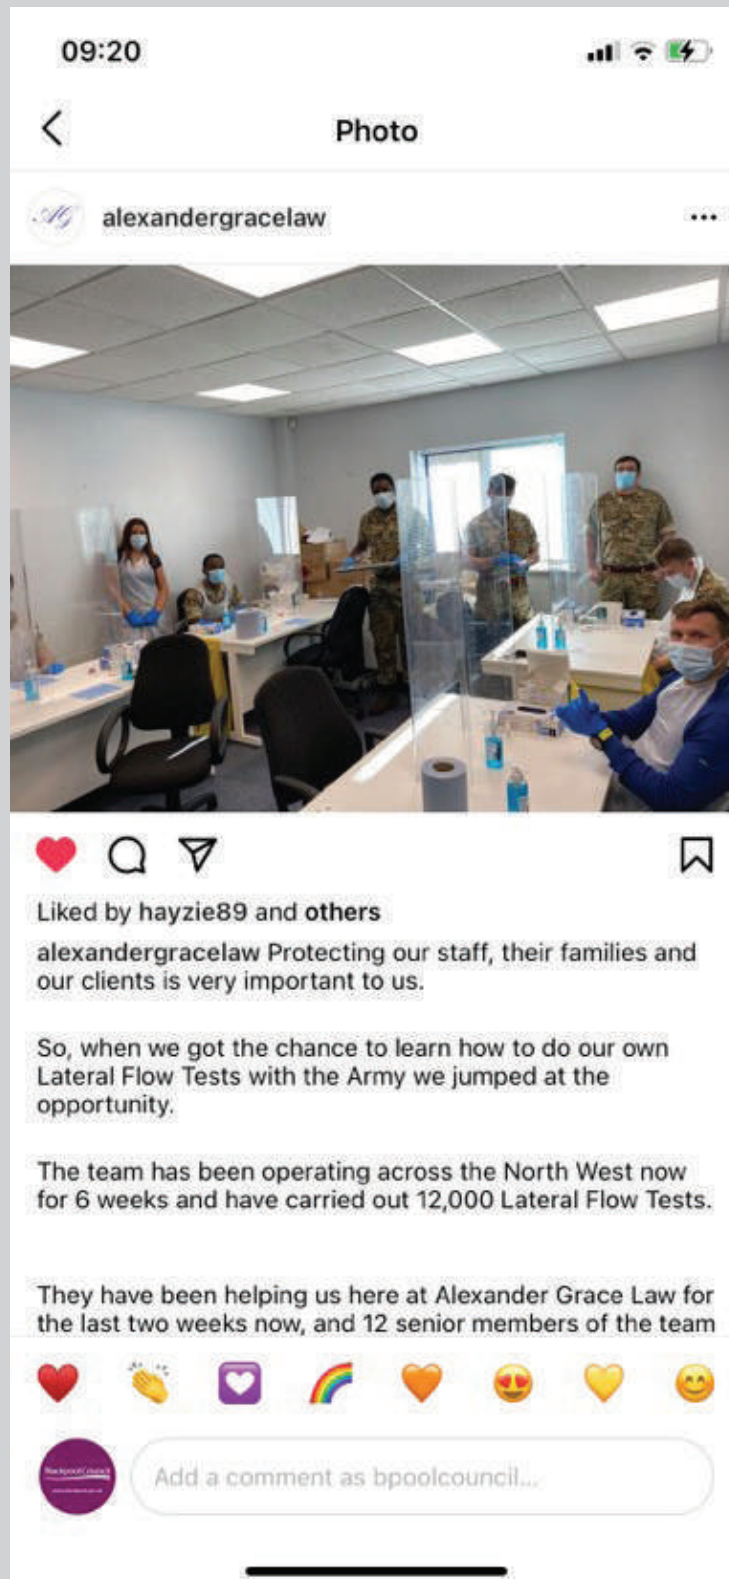 09:20
Photo
AG
alexandergracelaw
Liked by hayzie89 and others
alexandergracelaw Protecting our staff, their families and
our clients is very important to us.
So, when we got the chance to learn how to do our own
Lateral Flow Tests with the Army we jumped at the
opportunity.
The team has been operating across the North West now
for 6 weeks and have carried out 12,000 Lateral Flow Tests.
They have been helping us here at Alexander Grace Law for
the last two weeks now, and 12 senior members of the team
BlackpoolCouncil
Add a comment as bpoolcouncil...